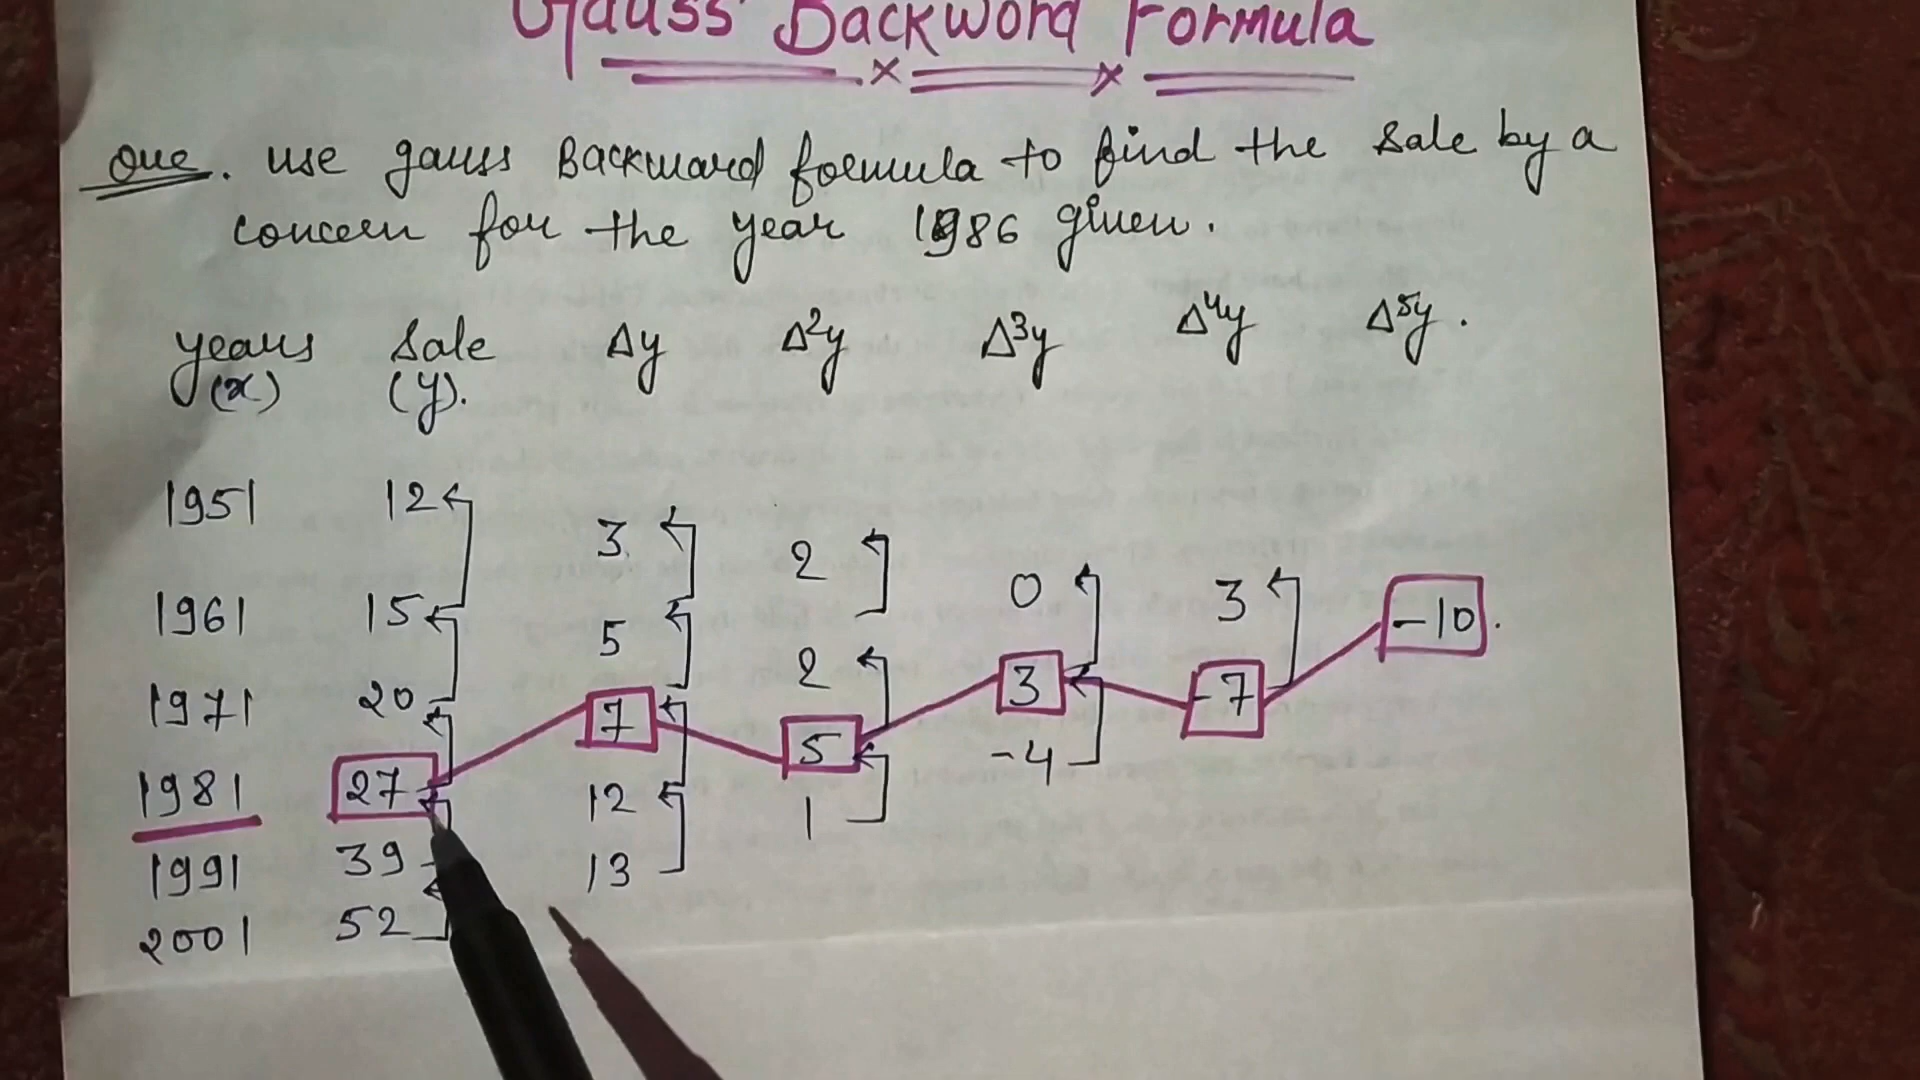 Gauss Backword Formula
Que. use gauss Backward formula to find the sale by a
concern for the year 1986 given.
years sale Δy Δ²y Δ³y Δ⁴y Δ⁵y.
(x) (y).
1951 12
3 2
0 3 -10.
1961 15
5 2
3 -7
1971 20
7 5
-4
1981 27
12 1
1991 39
13
2001 52